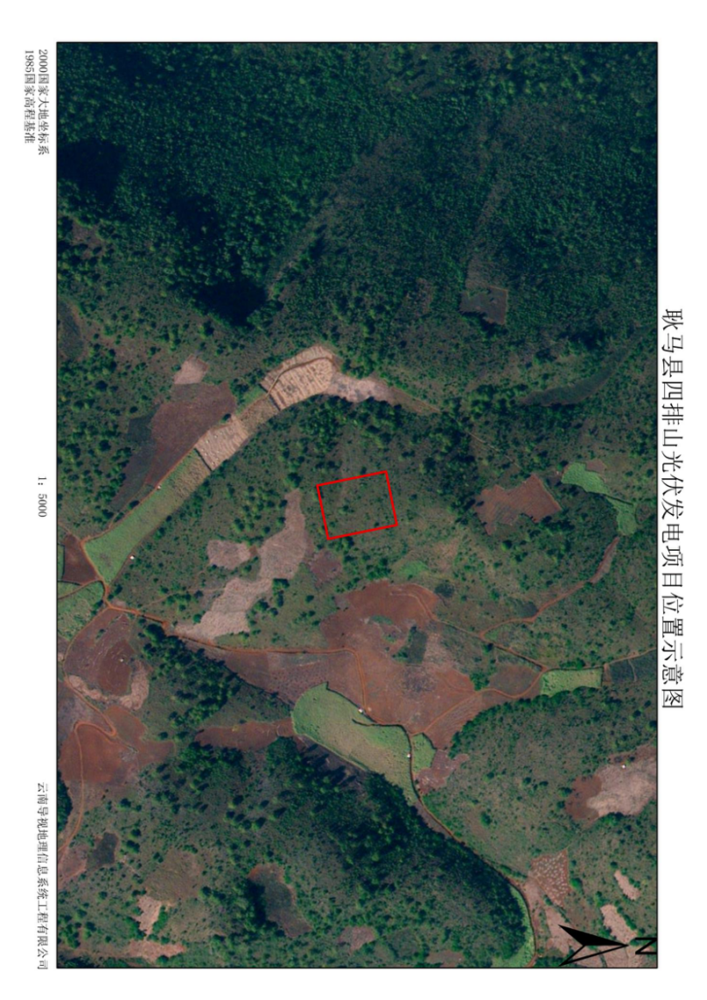 耿马县四排山光伏发电项目位置示意图
N
2000国家大地坐标系
1985国家高程基准
1：5000
云南导视地理信息系统工程有限公司